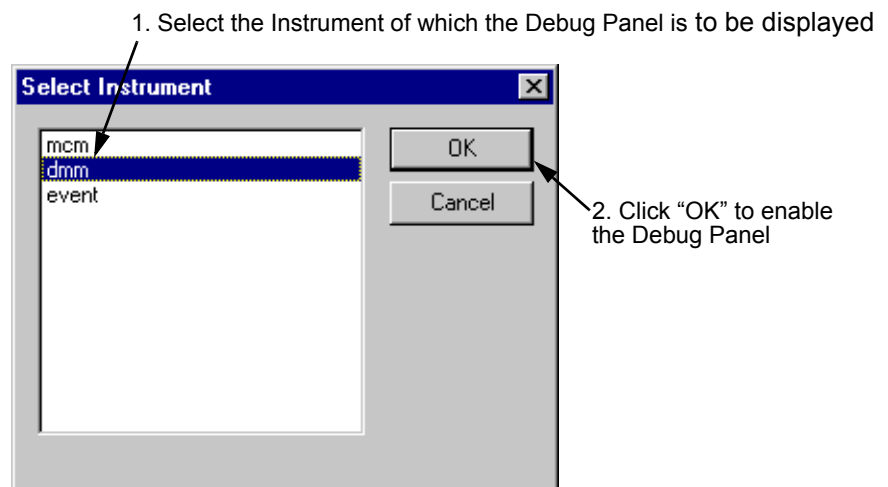 1. Select the Instrument of which the Debug Panel is to be displayed
Select Instrument
mcm
dmm
event
OK
Cancel
2. Click “OK” to enable
the Debug Panel